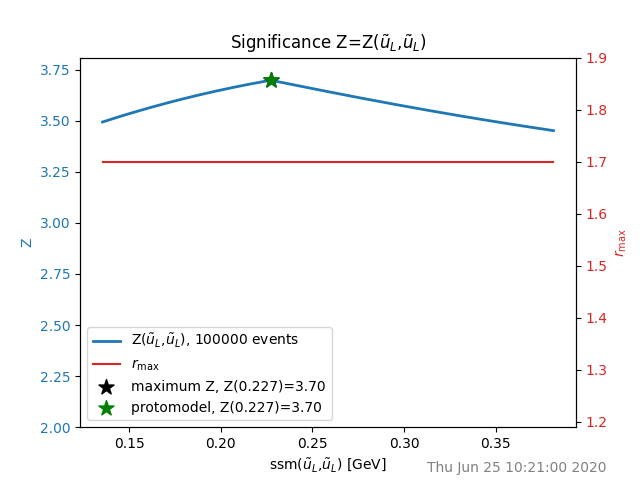 Significance Z=Z(ũ_L,ũ_L)
3.75
3.50
3.25
3.00
2.75
2.50
2.25
2.00
Z
1.9
1.8
1.7
1.6
1.5
1.4
1.3
1.2
r_max
Z(ũ_L,ũ_L), 100000 events
r_max
maximum Z, Z(0.227)=3.70
protomodel, Z(0.227)=3.70
0.15 0.20 0.25 0.30 0.35
ssm(ũ_L,ũ_L) [GeV]
Thu Jun 25 10:21:00 2020